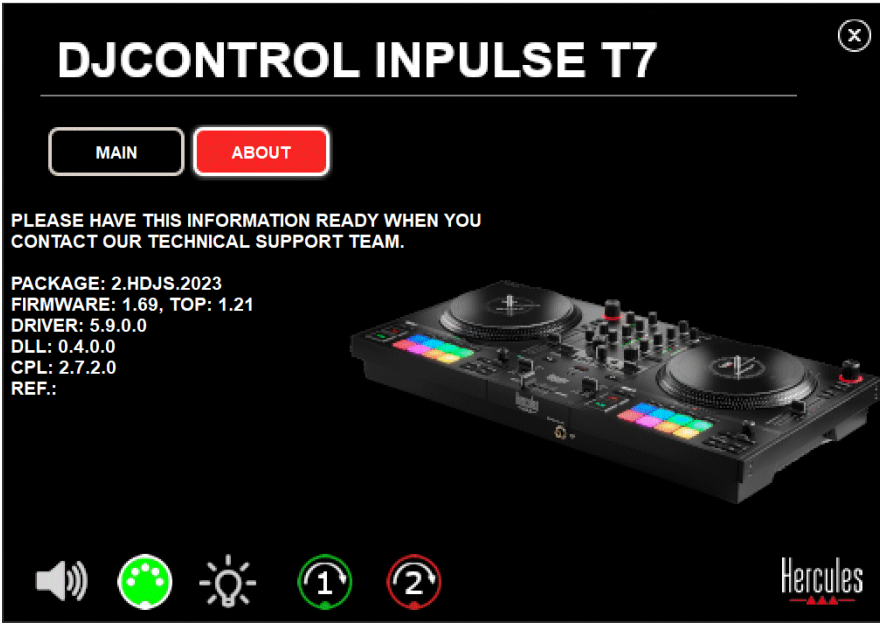 DJCONTROL INPULSE T7
MAIN
ABOUT
PLEASE HAVE THIS INFORMATION READY WHEN YOU
CONTACT OUR TECHNICAL SUPPORT TEAM.
PACKAGE: 2.HDJS.2023
FIRMWARE: 1.69, TOP: 1.21
DRIVER: 5.9.0.0
DLL: 0.4.0.0
CPL: 2.7.2.0
REF.:
Hercules
1
2
Hercules